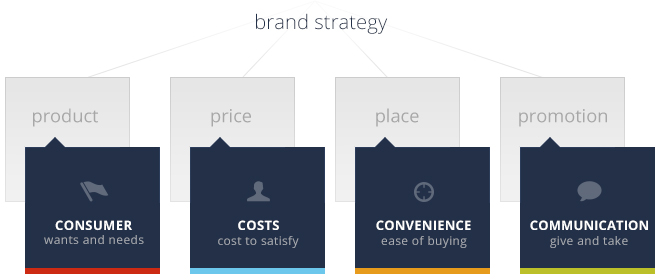 brand strategy
product
price
place
promotion
CONSUMER
wants and needs
COSTS
cost to satisfy
CONVENIENCE
ease of buying
COMMUNICATION
give and take